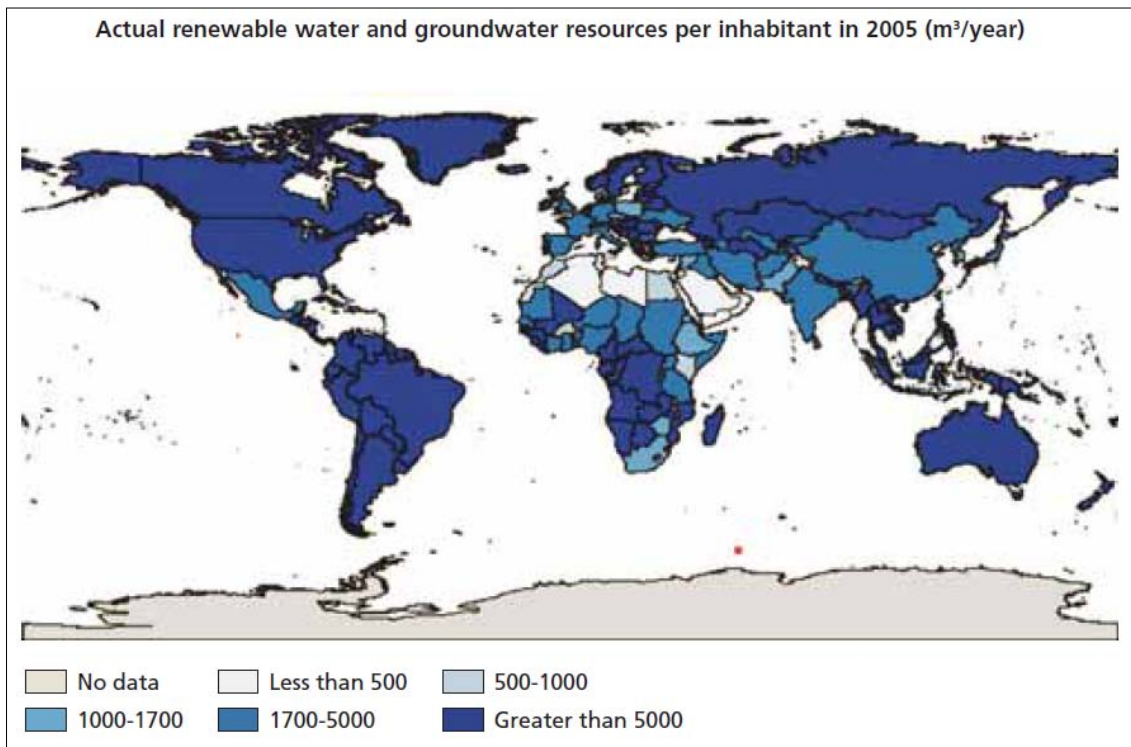 Actual renewable water and groundwater resources per inhabitant in 2005 (m³/year)
No data
Less than 500
500-1000
1000-1700
1700-5000
Greater than 5000